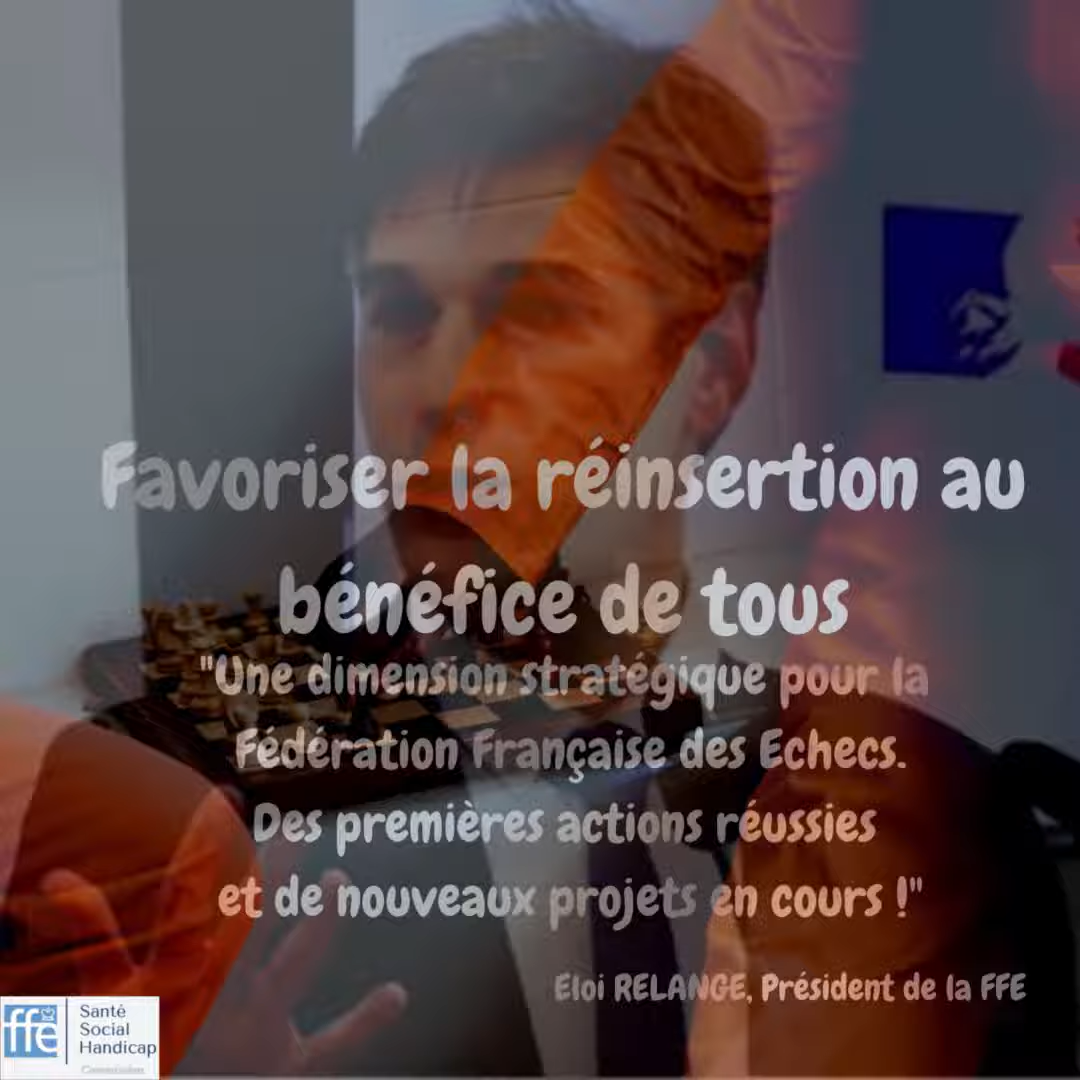 Favoriser la réinsertion au
bénéfice de tous
"Une dimension stratégique pour la
Fédération Française des Echecs.
Des premières actions réussies
et de nouveaux projets en cours !"
Eloi RELANGE, Président de la FFE
ffe
Santé
Social
Handicap
Commission